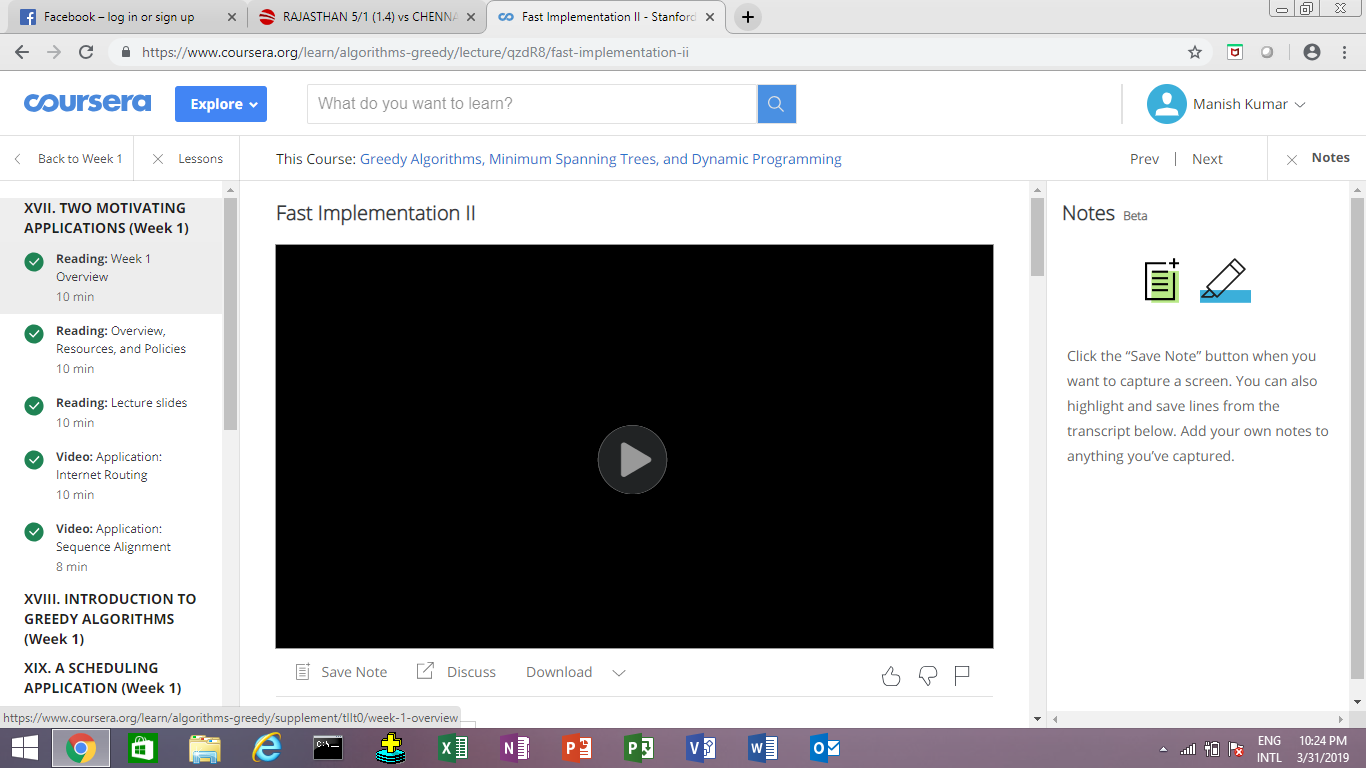 Facebook – log in or sign up
RAJASTHAN 5/1 (1.4) vs CHENNA
Fast Implementation II - Stanford
https://www.coursera.org/learn/algorithms-greedy/lecture/qzdR8/fast-implementation-ii
coursera
Explore
What do you want to learn?
Manish Kumar
Back to Week 1
Lessons
This Course: Greedy Algorithms, Minimum Spanning Trees, and Dynamic Programming
Prev | Next
Notes
XVII. TWO MOTIVATING
APPLICATIONS (Week 1)
Reading: Week 1
Overview
10 min
Reading: Overview,
Resources, and Policies
10 min
Reading: Lecture slides
10 min
Video: Application:
Internet Routing
10 min
Video: Application:
Sequence Alignment
8 min
XVIII. INTRODUCTION TO
GREEDY ALGORITHMS
(Week 1)
XIX. A SCHEDULING
APPLICATION (Week 1)
Fast Implementation II
Save Note
Discuss
Download
Notes Beta
Click the “Save Note” button when you
want to capture a screen. You can also
highlight and save lines from the
transcript below. Add your own notes to
anything you’ve captured.
https://www.coursera.org/learn/algorithms-greedy/supplement/tIlt0/week-1-overview
C:\_
X
N
P
P
V
W
O
ENG
INTL
10:24 PM
3/31/2019